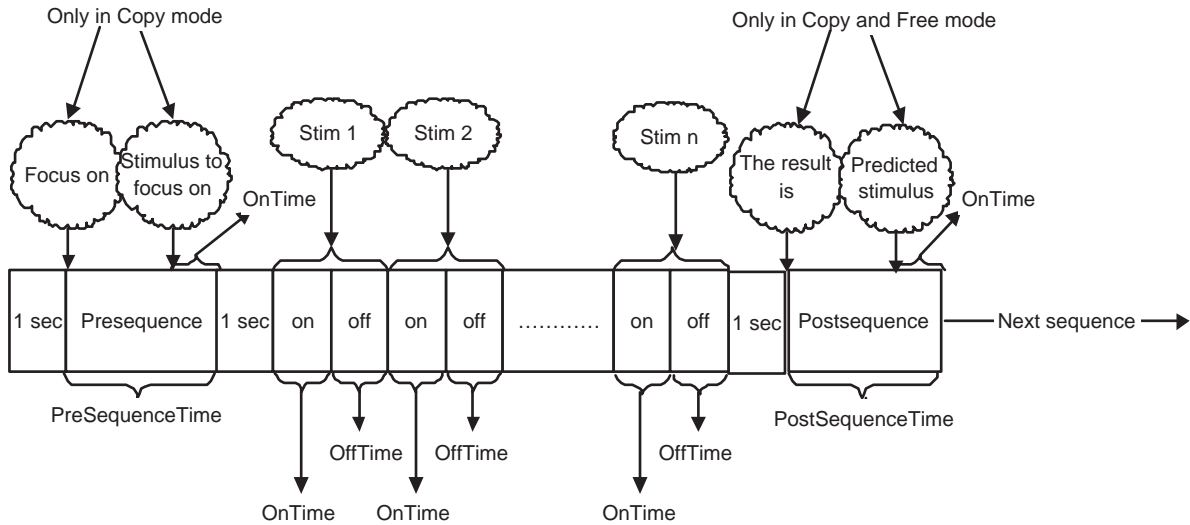 Only in Copy mode
Only in Copy and Free mode
Focus on
Stimulus to
focus on
Stim 1
Stim 2
Stim n
The result
is
Predicted
stimulus
OnTime
OnTime
1 sec
Presequence
1 sec
on
off
on
off
............
on
off
1 sec
Postsequence
Next sequence
PreSequenceTime
PostSequenceTime
OffTime
OffTime
OffTime
OnTime
OnTime
OnTime